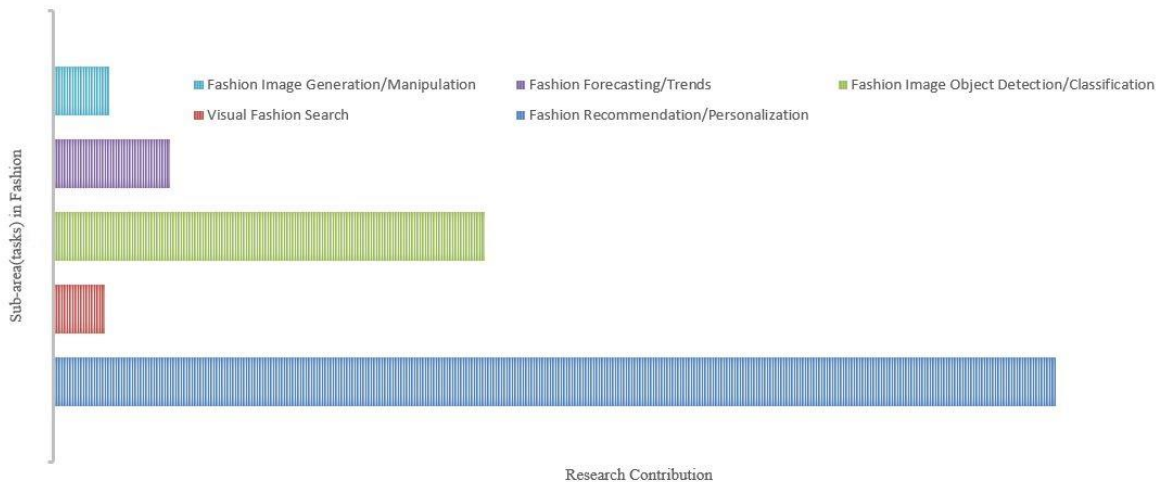 Fashion Image Generation/Manipulation
Fashion Forecasting/Trends
Fashion Image Object Detection/Classification
Visual Fashion Search
Fashion Recommendation/Personalization
Sub-area(tasks) in Fashion
Research Contribution